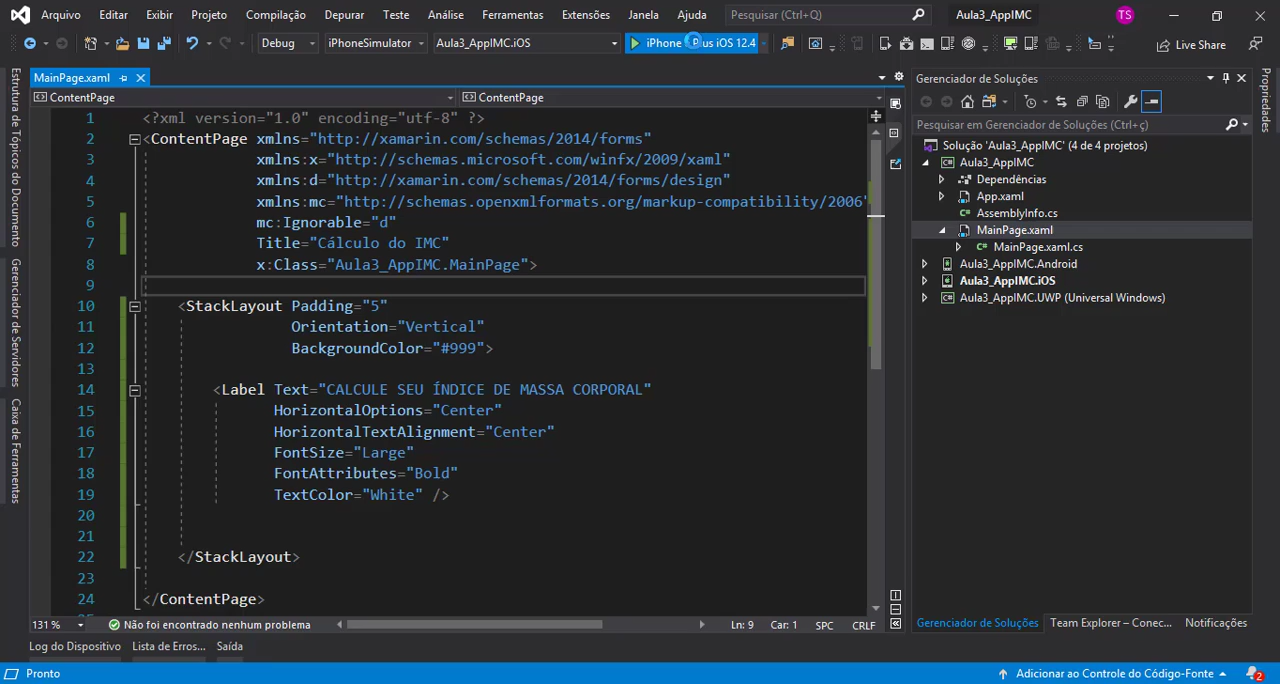 Arquivo Editar Exibir Projeto Compilação Depurar Teste Análise Ferramentas Extensões Janela Ajuda Pesquisar (Ctrl+Q) Aula3_AppIMC TS
Debug iPhoneSimulator Aula3_AppIMC.iOS iPhone Plus iOS 12.4 Live Share
MainPage.xaml
ContentPage ContentPage
1 <?xml version="1.0" encoding="utf-8" ?>
2 <ContentPage xmlns="http://xamarin.com/schemas/2014/forms"
3 xmlns:x="http://schemas.microsoft.com/winfx/2009/xaml"
4 xmlns:d="http://xamarin.com/schemas/2014/forms/design"
5 xmlns:mc="http://schemas.openxmlformats.org/markup-compatibility/2006"
6 mc:Ignorable="d"
7 Title="Cálculo do IMC"
8 x:Class="Aula3_AppIMC.MainPage">
9
10 <StackLayout Padding="5"
11 Orientation="Vertical"
12 BackgroundColor="#999">
13
14 <Label Text="CALCULE SEU ÍNDICE DE MASSA CORPORAL"
15 HorizontalOptions="Center"
16 HorizontalTextAlignment="Center"
17 FontSize="Large"
18 FontAttributes="Bold"
19 TextColor="White" />
20
21
22 </StackLayout>
23
24 </ContentPage>
131 % Não foi encontrado nenhum problema Ln: 9 Car: 1 SPC CRLF
Estrutura de Tópicos do Documento
Gerenciador de Servidores
Caixa de Ferramentas
Gerenciador de Soluções
Pesquisar em Gerenciador de Soluções (Ctrl+ç)
Solução 'Aula3_AppIMC' (4 de 4 projetos)
Aula3_AppIMC
Dependências
App.xaml
AssemblyInfo.cs
MainPage.xaml
MainPage.xaml.cs
Aula3_AppIMC.Android
Aula3_AppIMC.iOS
Aula3_AppIMC.UWP (Universal Windows)
Gerenciador de Soluções Team Explorer – Conec... Notificações
Propriedades
Log do Dispositivo Lista de Erros... Saída
Pronto Adicionar ao Controle do Código-Fonte 2